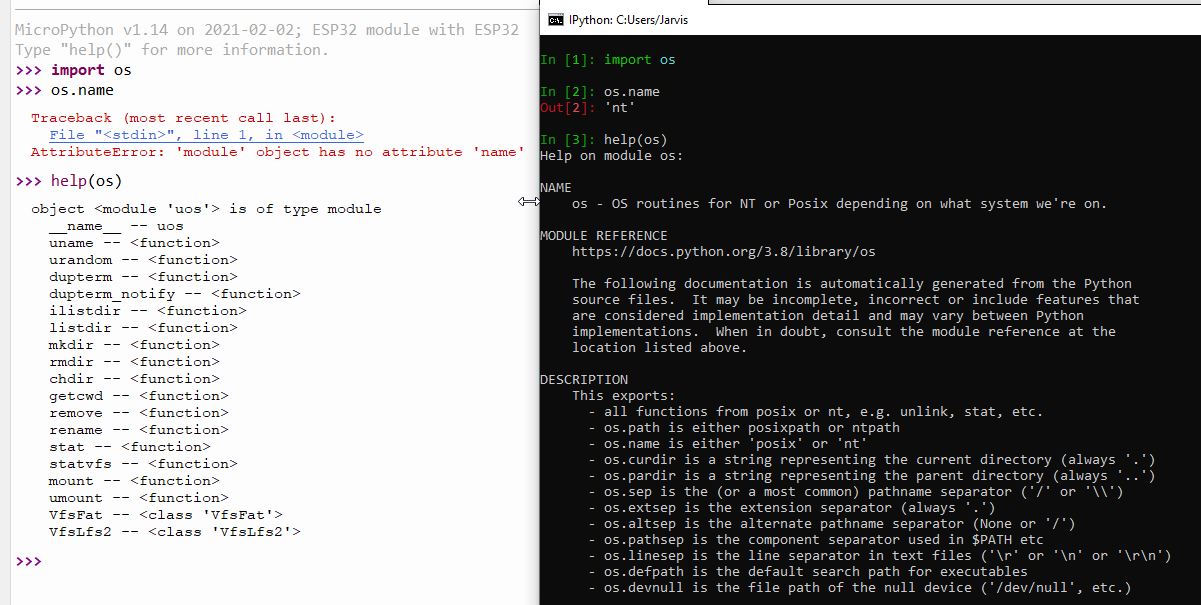 MicroPython v1.14 on 2021-02-02; ESP32 module with ESP32
Type "help()" for more information.
>>> import os
>>> os.name
Traceback (most recent call last):
File "<stdin>", line 1, in <module>
AttributeError: 'module' object has no attribute 'name'
>>> help(os)
object <module 'uos'> is of type module
__name__ -- uos
uname -- <function>
urandom -- <function>
dupterm -- <function>
dupterm_notify -- <function>
ilistdir -- <function>
listdir -- <function>
mkdir -- <function>
rmdir -- <function>
chdir -- <function>
getcwd -- <function>
remove -- <function>
rename -- <function>
stat -- <function>
statvfs -- <function>
mount -- <function>
umount -- <function>
VfsFat -- <class 'VfsFat'>
VfsLfs2 -- <class 'VfsLfs2'>
>>>
IPython: C:Users/Jarvis
In [1]: import os
In [2]: os.name
Out[2]: 'nt'
In [3]: help(os)
Help on module os:
NAME
os - OS routines for NT or Posix depending on what system we're on.
MODULE REFERENCE
https://docs.python.org/3.8/library/os
The following documentation is automatically generated from the Python
source files.  It may be incomplete, incorrect or include features that
are considered implementation detail and may vary between Python
implementations.  When in doubt, consult the module reference at the
location listed above.
DESCRIPTION
This exports:
- all functions from posix or nt, e.g. unlink, stat, etc.
- os.path is either posixpath or ntpath
- os.name is either 'posix' or 'nt'
- os.curdir is a string representing the current directory (always '.')
- os.pardir is a string representing the parent directory (always '..')
- os.sep is the (or a most common) pathname separator ('/' or '\\')
- os.extsep is the extension separator (always '.')
- os.altsep is the alternate pathname separator (None or '/')
- os.pathsep is the component separator used in $PATH etc
- os.linesep is the line separator in text files ('\r' or '\n' or '\r\n')
- os.defpath is the default search path for executables
- os.devnull is the file path of the null device ('/dev/null', etc.)